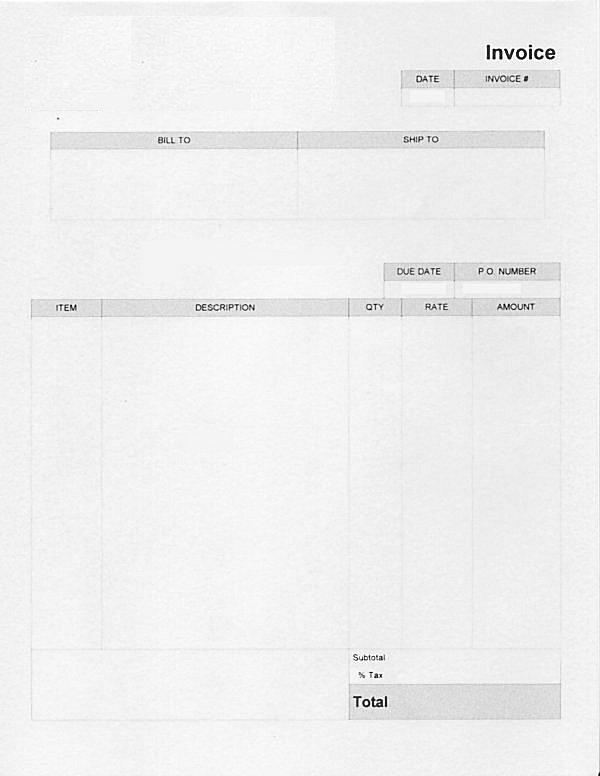 Invoice
DATE INVOICE #
BILL TO SHIP TO
DUE DATE P.O. NUMBER
ITEM DESCRIPTION QTY RATE AMOUNT
Subtotal
% Tax
Total